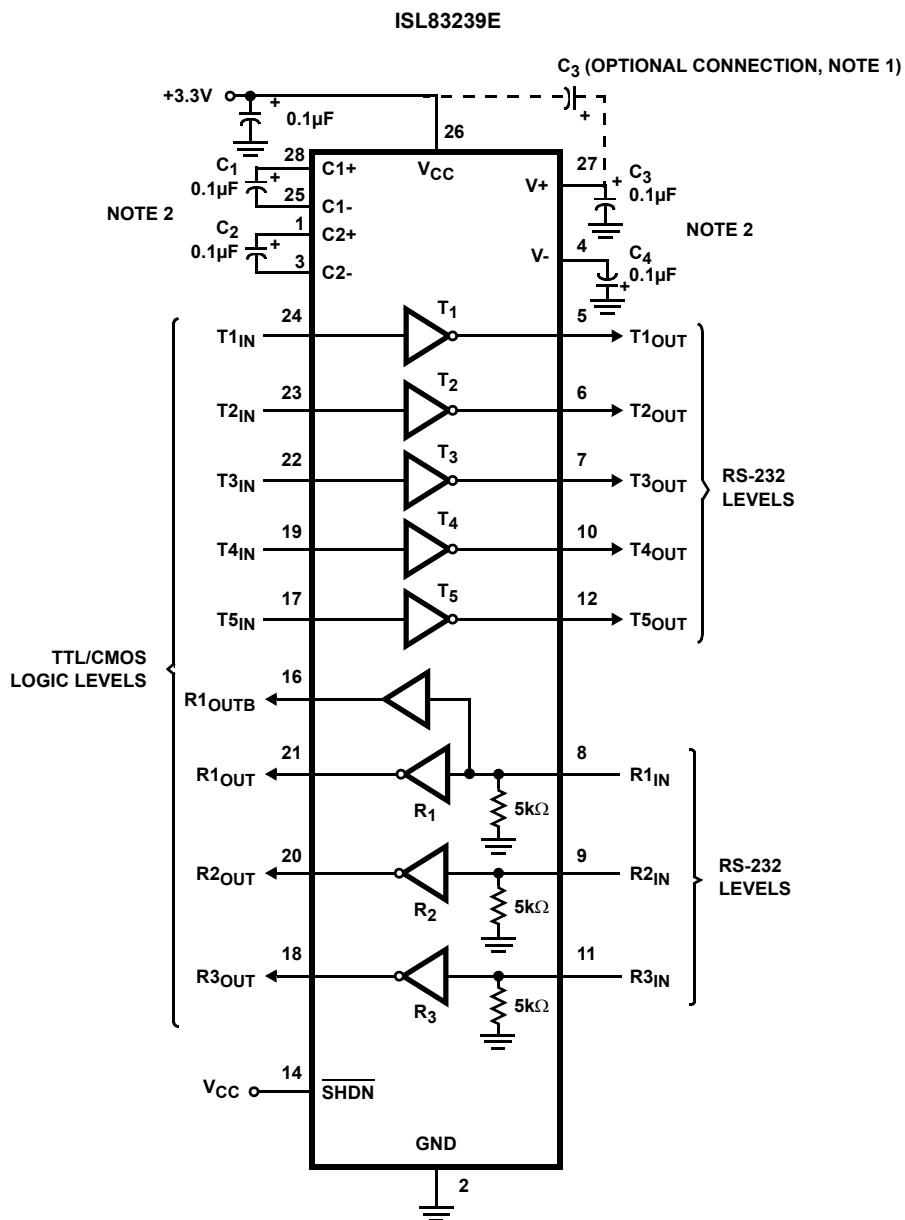 ISL83239E
C3 (OPTIONAL CONNECTION, NOTE 1)
+3.3V
+
0.1µF
+
26
VCC
28
C1+
C1
0.1µF
+
25
C1-
27
V+
+
C3
0.1µF
NOTE 2
1
C2+
C2
0.1µF
+
3
C2-
NOTE 2
4
V-
C4
0.1µF
+
T1IN
24
T1
5
T1OUT
T2IN
23
T2
6
T2OUT
T3IN
22
T3
7
T3OUT
RS-232
LEVELS
T4IN
19
T4
10
T4OUT
T5IN
17
T5
12
T5OUT
TTL/CMOS
LOGIC LEVELS
R1OUTB
16
R1OUT
21
R1
5kΩ
8
R1IN
R2OUT
20
R2
5kΩ
9
R2IN
RS-232
LEVELS
R3OUT
18
R3
5kΩ
11
R3IN
VCC
14
SHDN
GND
2